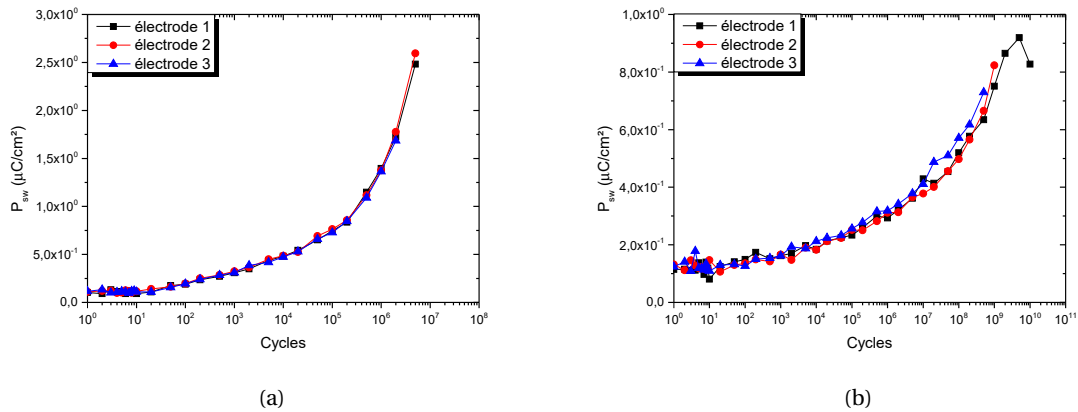 3,0x10⁰
2,5x10⁰
2,0x10⁰
1,5x10⁰
1,0x10⁰
5,0x10⁻¹
0,0
P_sw (µC/cm²)
électrode 1
électrode 2
électrode 3
10⁰ 10¹ 10² 10³ 10⁴ 10⁵ 10⁶ 10⁷ 10⁸
Cycles
(a)
1,0x10⁰
8,0x10⁻¹
6,0x10⁻¹
4,0x10⁻¹
2,0x10⁻¹
0,0
P_sw (µC/cm²)
électrode 1
électrode 2
électrode 3
10⁰ 10¹ 10² 10³ 10⁴ 10⁵ 10⁶ 10⁷ 10⁸ 10⁹ 10¹⁰ 10¹¹
Cycles
(b)